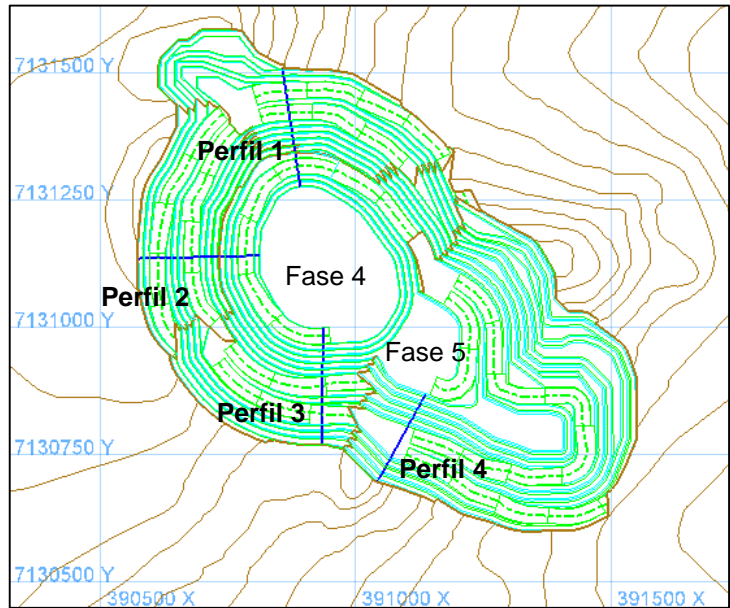 7131500 Y
Perfil 1
7131250 Y
Fase 4
Perfil 2
7131000 Y
Fase 5
Perfil 3
Perfil 4
7130750 Y
7130500 Y
390500 X
391000 X
391500 X